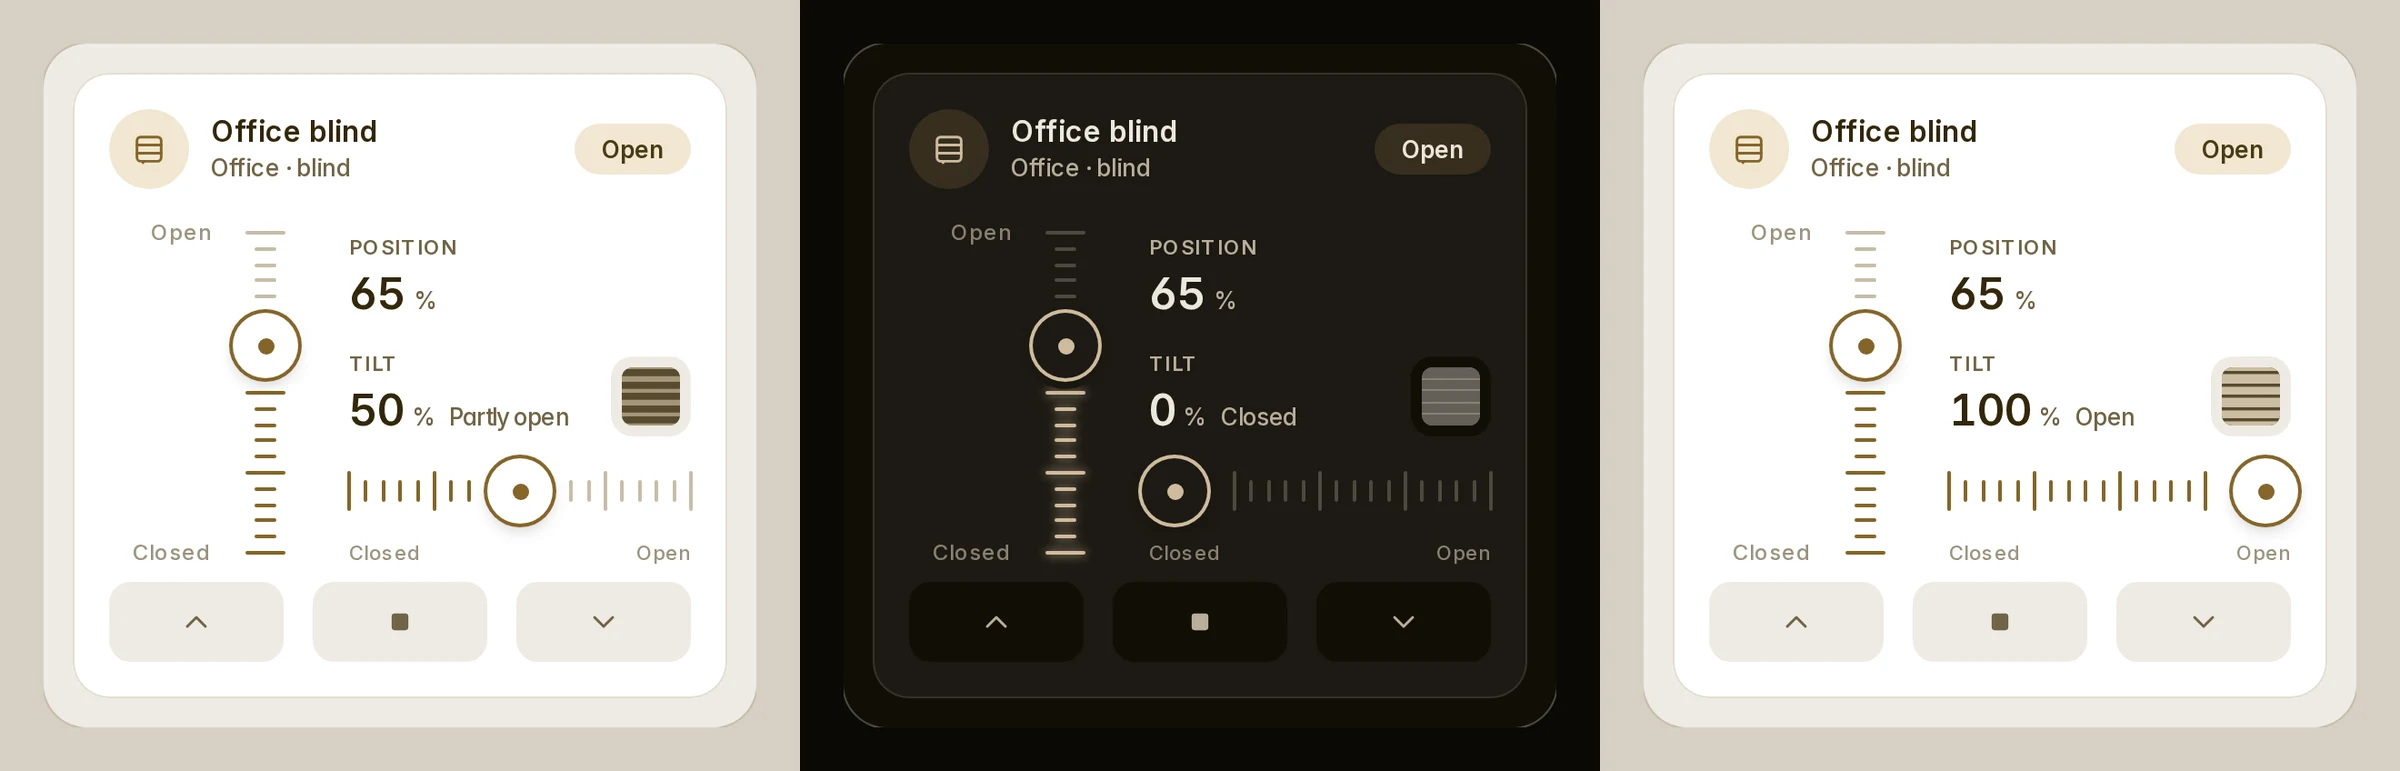 Office blind
Office · blind
Open
Open
POSITION
65 %
TILT
50 % Partly open
Closed
Closed
Open
Office blind
Office · blind
Open
Open
POSITION
65 %
TILT
0 % Closed
Closed
Closed
Open
Office blind
Office · blind
Open
Open
POSITION
65 %
TILT
100 % Open
Closed
Closed
Open